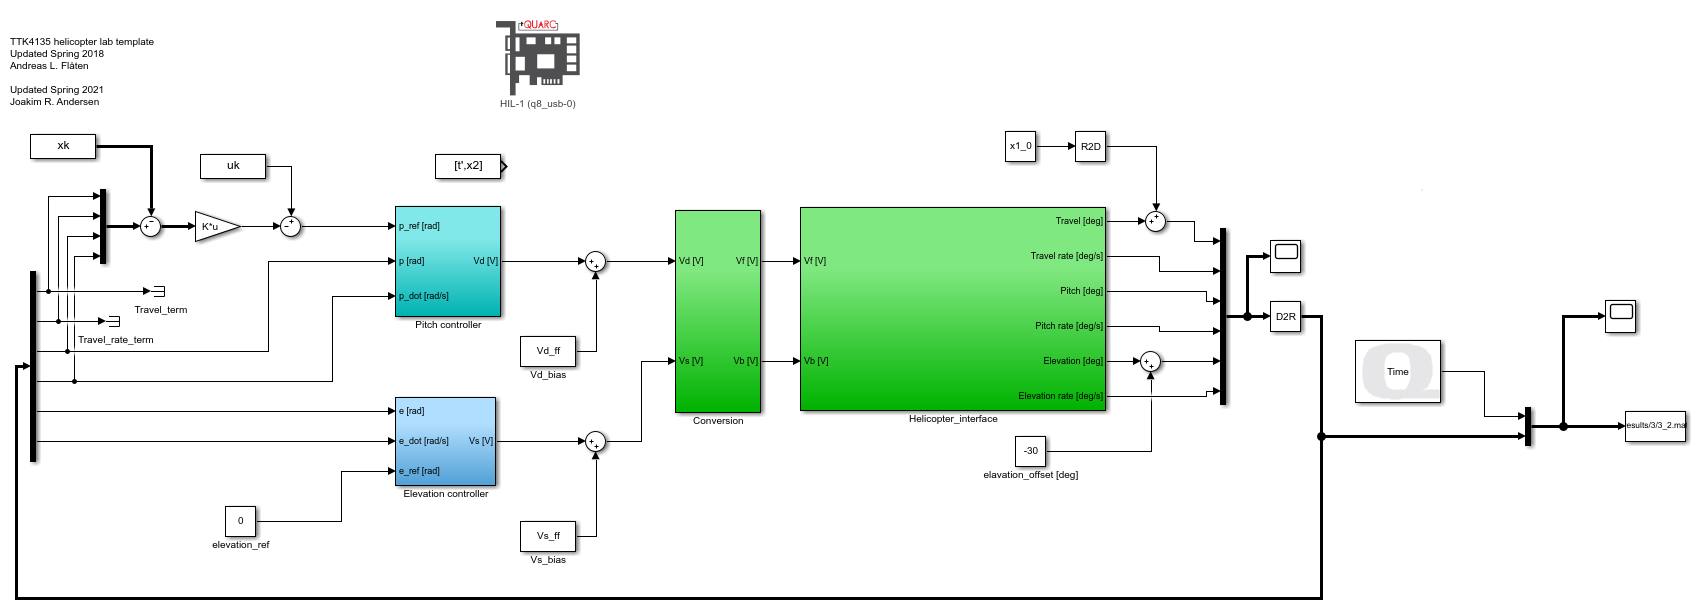 QUARC
TTK4135 helicopter lab template
Updated Spring 2018
Andreas L. Flåten
Updated Spring 2021
Joakim R. Andersen
HIL-1 (q8_usb-0)
xk
uk
[t',x2]
x1_0
R2D
K*u
p_ref [rad]
p [rad]
Vd [V]
p_dot [rad/s]
Pitch controller
Travel_term
Travel_rate_term
Vd_ff
Vd_bias
Vd [V]
Vf [V]
Vs [V]
Vb [V]
Conversion
Vf [V]
Vb [V]
Travel [deg]
Travel rate [deg/s]
Pitch [deg]
Pitch rate [deg/s]
Elevation [deg]
Elevation rate [deg/s]
Helicopter_interface
D2R
Time
e [rad]
e_dot [rad/s]
Vs [V]
e_ref [rad]
Elevation controller
-30
elavation_offset [deg]
0
elevation_ref
Vs_ff
Vs_bias
esults/3/3_2.ma